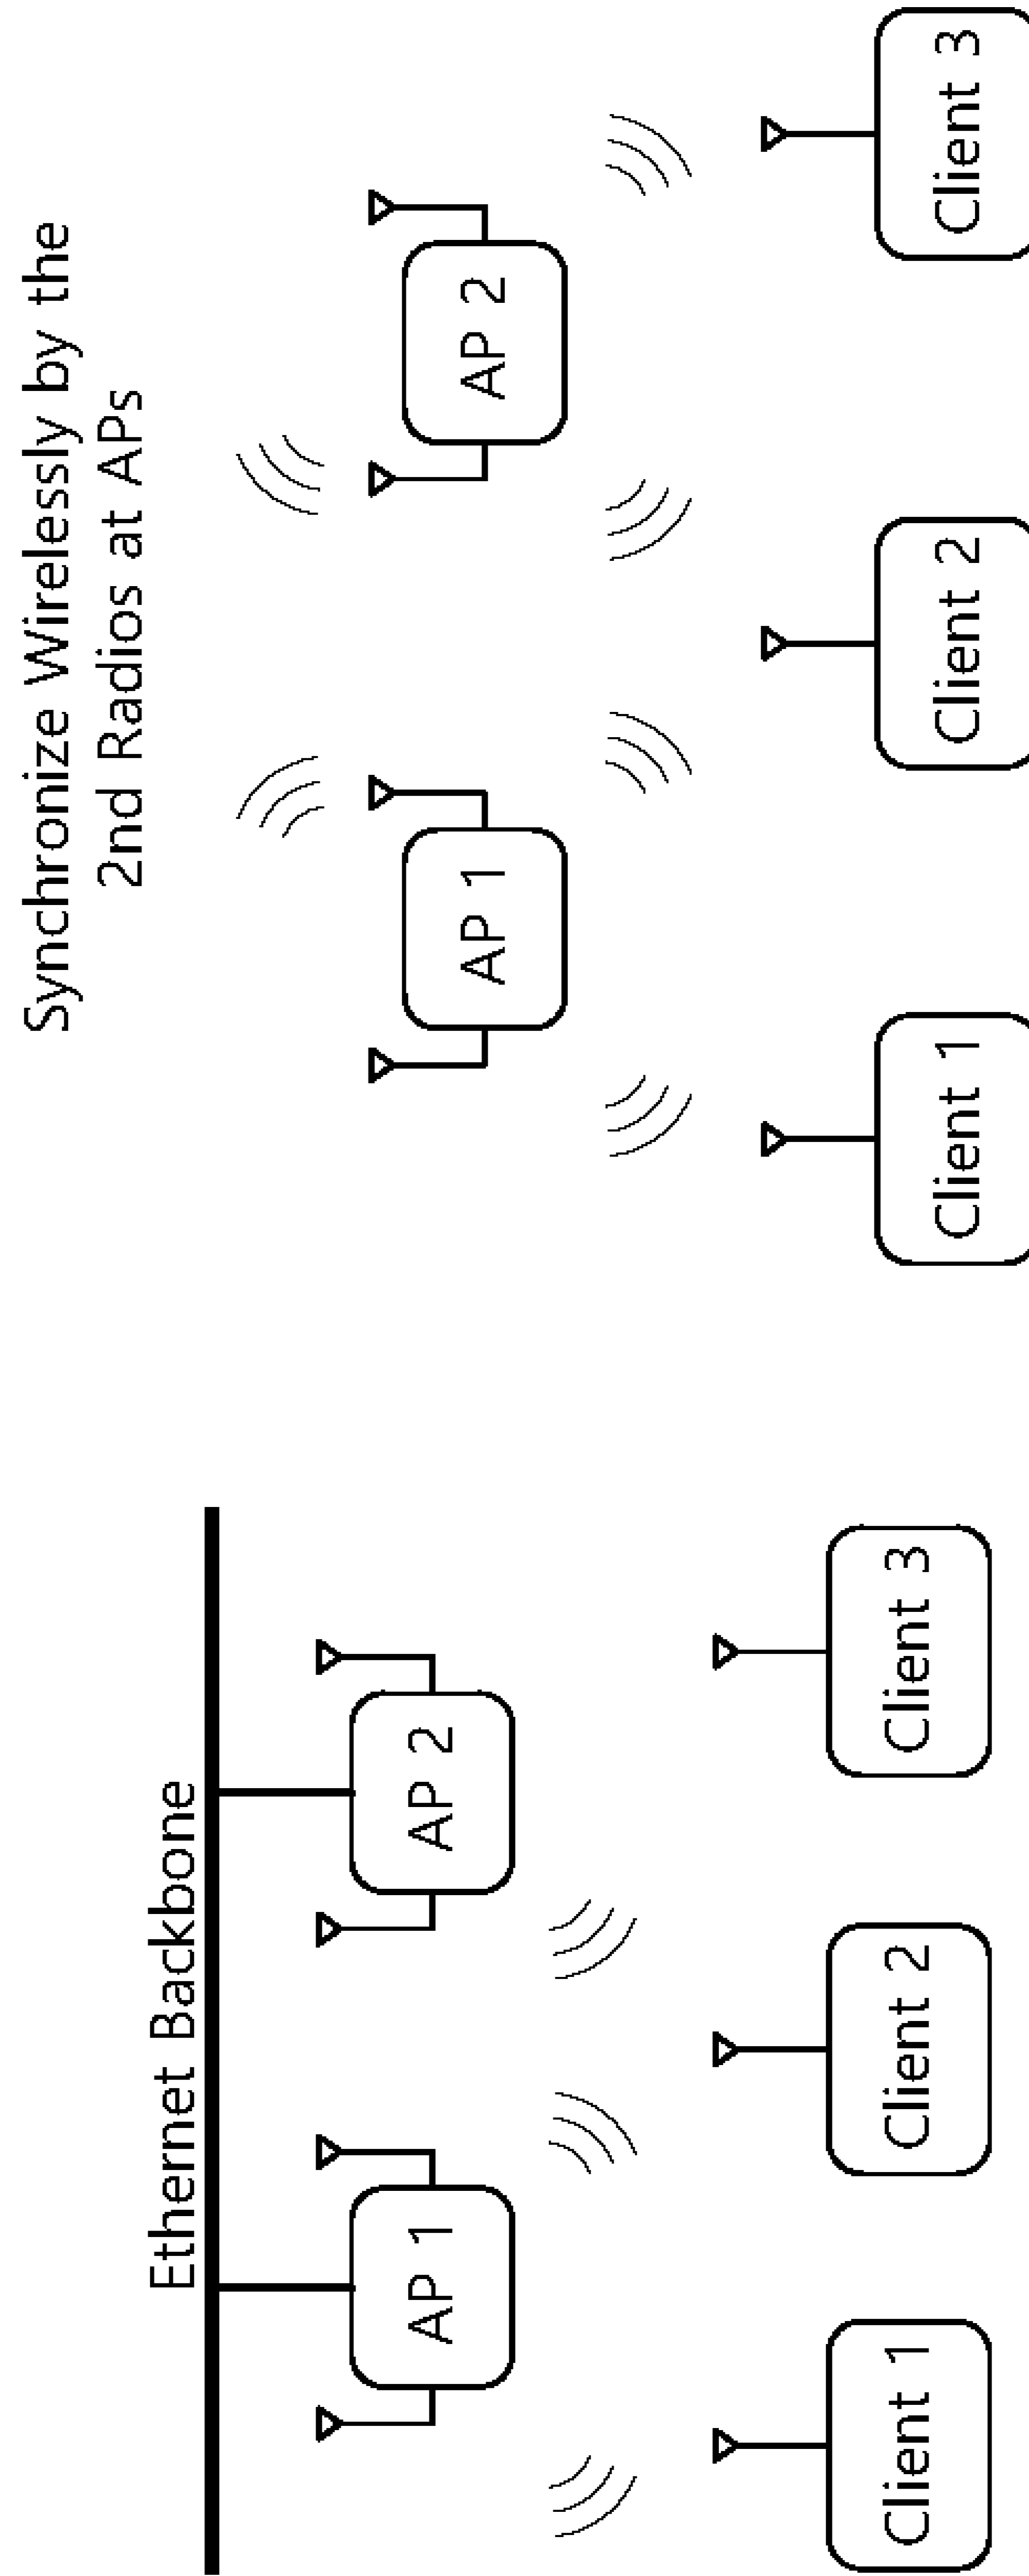 Ethernet Backbone
AP 1
AP 2
Client 1
Client 2
Client 3
Synchronize Wirelessly by the
2nd Radios at APs
AP 1
AP 2
Client 1
Client 2
Client 3